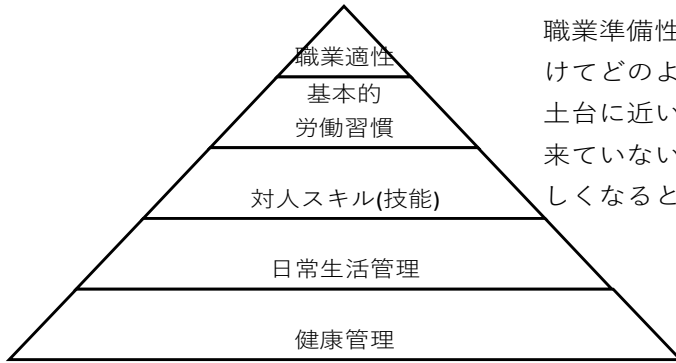 職業適性
基本的
労働習慣
対人スキル(技能)
日常生活管理
健康管理
職業準備性
けてどのよ
土台に近い
来ていない
しくなると